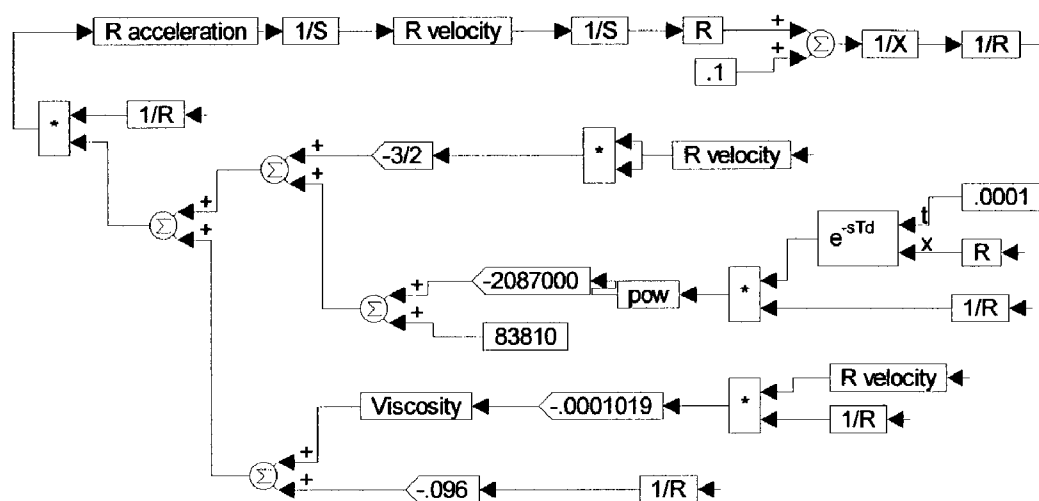 R acceleration 1/S R velocity 1/S R + Σ 1/X 1/R
+
.1
* 1/R
+ -3/2 * R velocity
Σ
+
.0001
t
+
Σ
+
e-sTd
x R
+ -2087000 pow * 1/R
Σ
+
83810
R velocity
Viscosity -.0001019 *
1/R
+
Σ
+
-.096 1/R